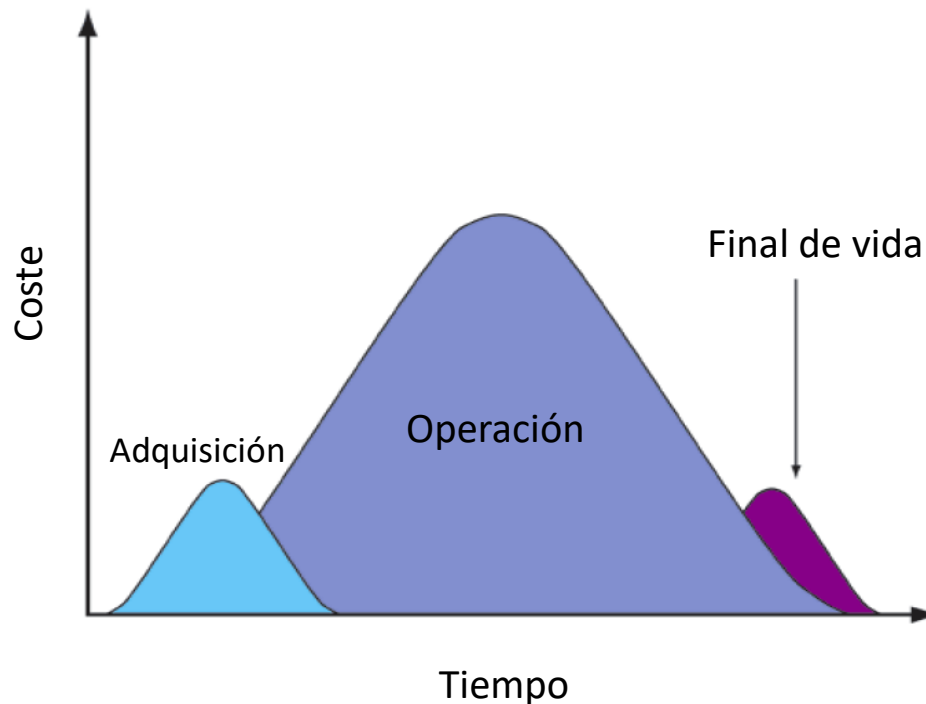 Coste
Final de vida
Adquisición
Operación
Tiempo